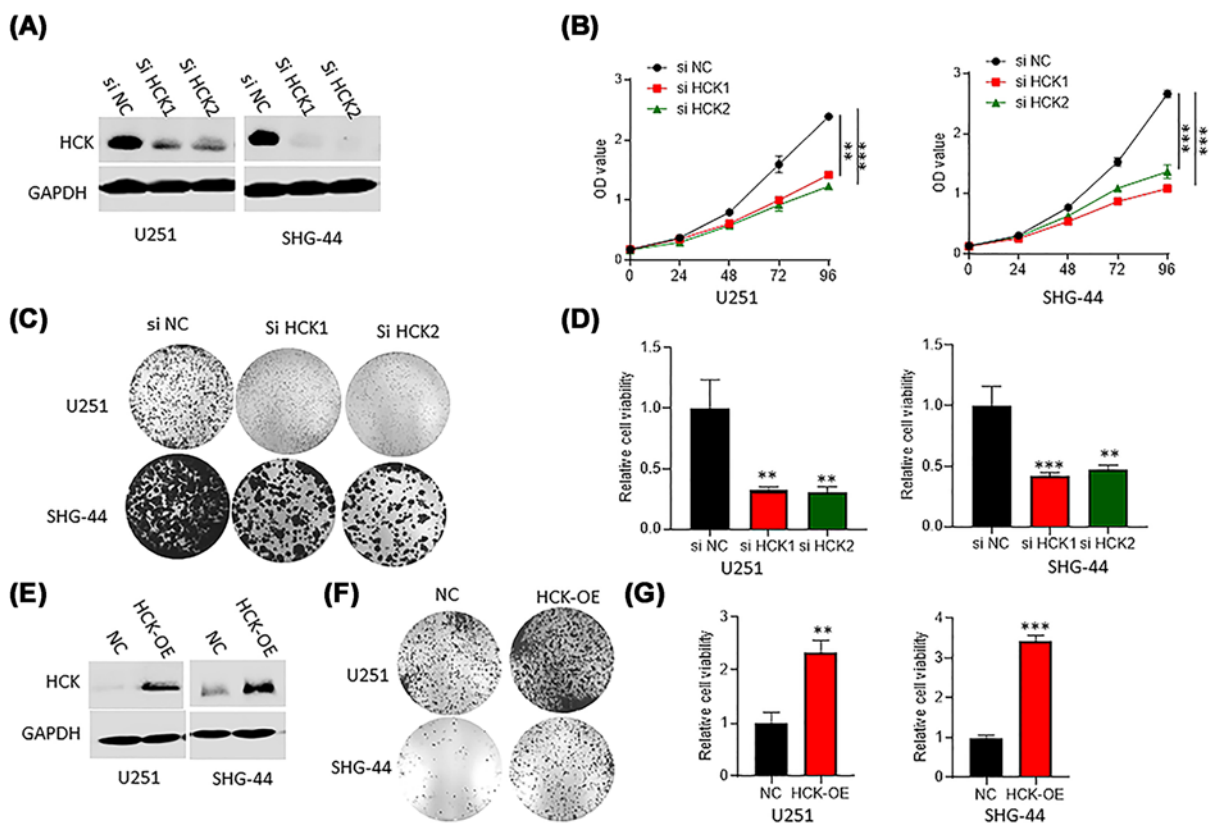 (A)
si NC
Si HCK1
Si HCK2
si NC
Si HCK1
Si HCK2
HCK
GAPDH
U251
SHG-44
(B)
si NC
si HCK1
si HCK2
OD value
3
2
1
0
**
***
0 24 48 72 96
U251
si NC
si HCK1
si HCK2
OD value
3
2
1
0
***
***
0 24 48 72 96
SHG-44
(C)
si NC Si HCK1 Si HCK2
U251
SHG-44
(D)
Relative cell viability
1.5
1.0
0.5
0.0
** **
si NC si HCK1 si HCK2
U251
Relative cell viability
1.5
1.0
0.5
0.0
*** **
si NC si HCK1 si HCK2
SHG-44
(E)
NC
HCK-OE
NC
HCK-OE
HCK
GAPDH
U251
SHG-44
(F)
NC HCK-OE
U251
SHG-44
(G)
Relative cell viability
3
2
1
0
**
NC HCK-OE
U251
Relative cell viability
4
3
2
1
0
***
NC HCK-OE
SHG-44